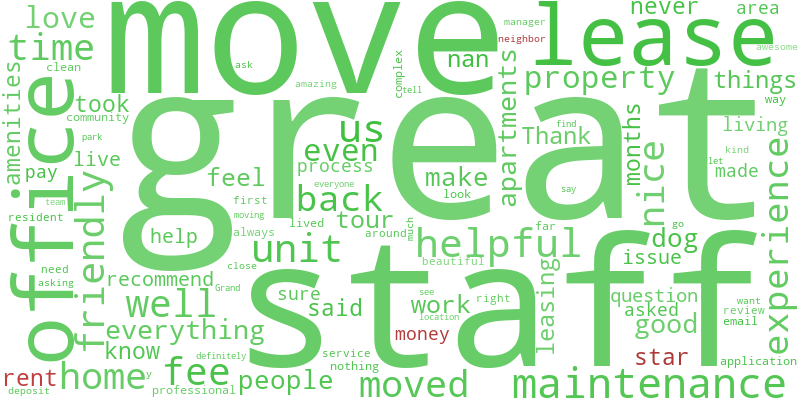 love
move
lease
never
area
manager
neighbor
awesome
time
clean
ask
amazing
complex
tell
nan
property
things
way
amenities
took
community
park
great
us
even
apartments
Thank
find
months
living
kind
office
live
pay
process
feel
make
look
say
nice
let
made
friendly
team
resident
first
moving
everyone
back
lived
tour
much
far
helpful
dog
go
experience
help
always
around
unit
beautiful
issue
need
asking
recommend
close
Grand
staff
sure
said
see
work
location
right
leasing
question
asked
good
want
review
email
well
everything
know
money
star
application
rent
y
deposit
home
fee
definitely
service
nothing
professional
people
moved
maintenance